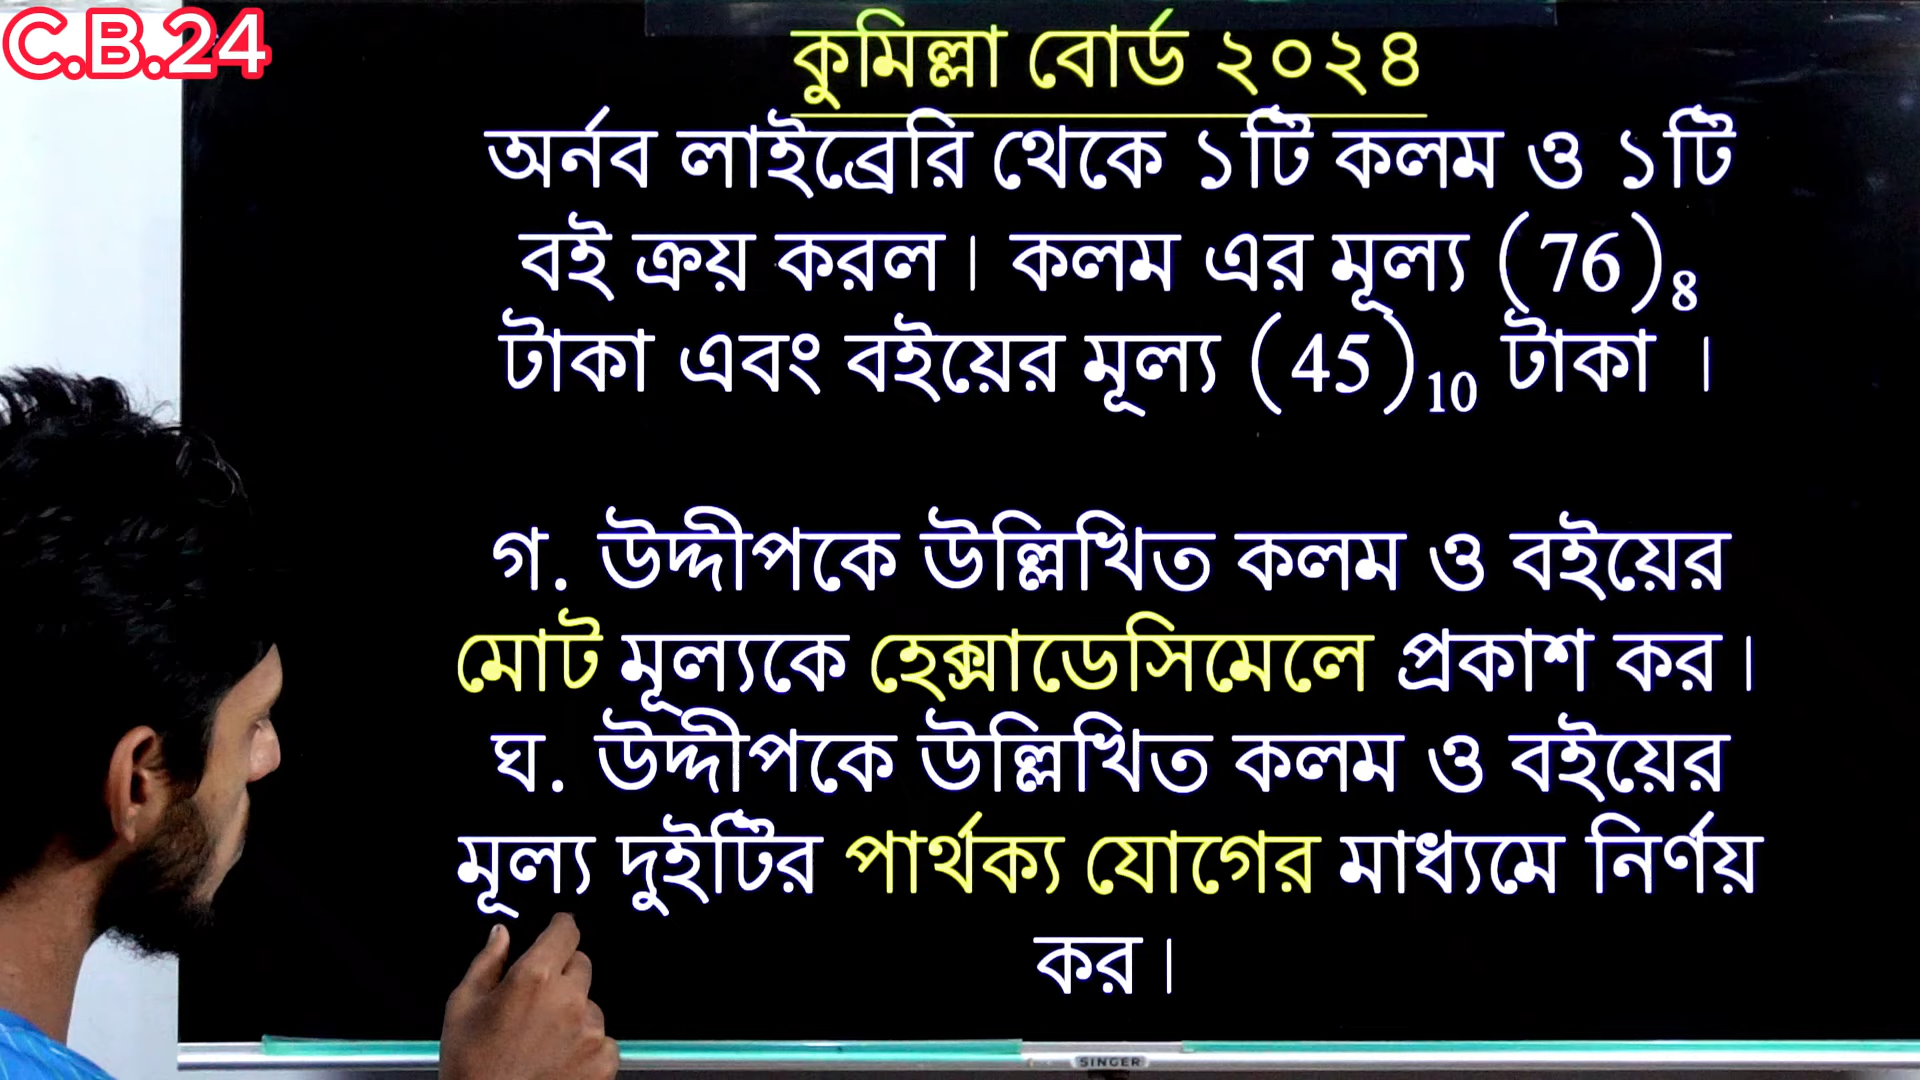 C.B.24
কুমিল্লা বোর্ড ২০২৪
অর্নব লাইব্রেরি থেকে ১টি কলম ও ১টি
বই ক্রয় করল। কলম এর মূল্য (76)₈
টাকা এবং বইয়ের মূল্য (45)₁₀ টাকা ।
গ. উদ্দীপকে উল্লিখিত কলম ও বইয়ের
মোট মূল্যকে হেক্সাডেসিমেলে প্রকাশ কর।
ঘ. উদ্দীপকে উল্লিখিত কলম ও বইয়ের
মূল্য দুইটির পার্থক্য যোগের মাধ্যমে নির্ণয়
কর।
SINGER